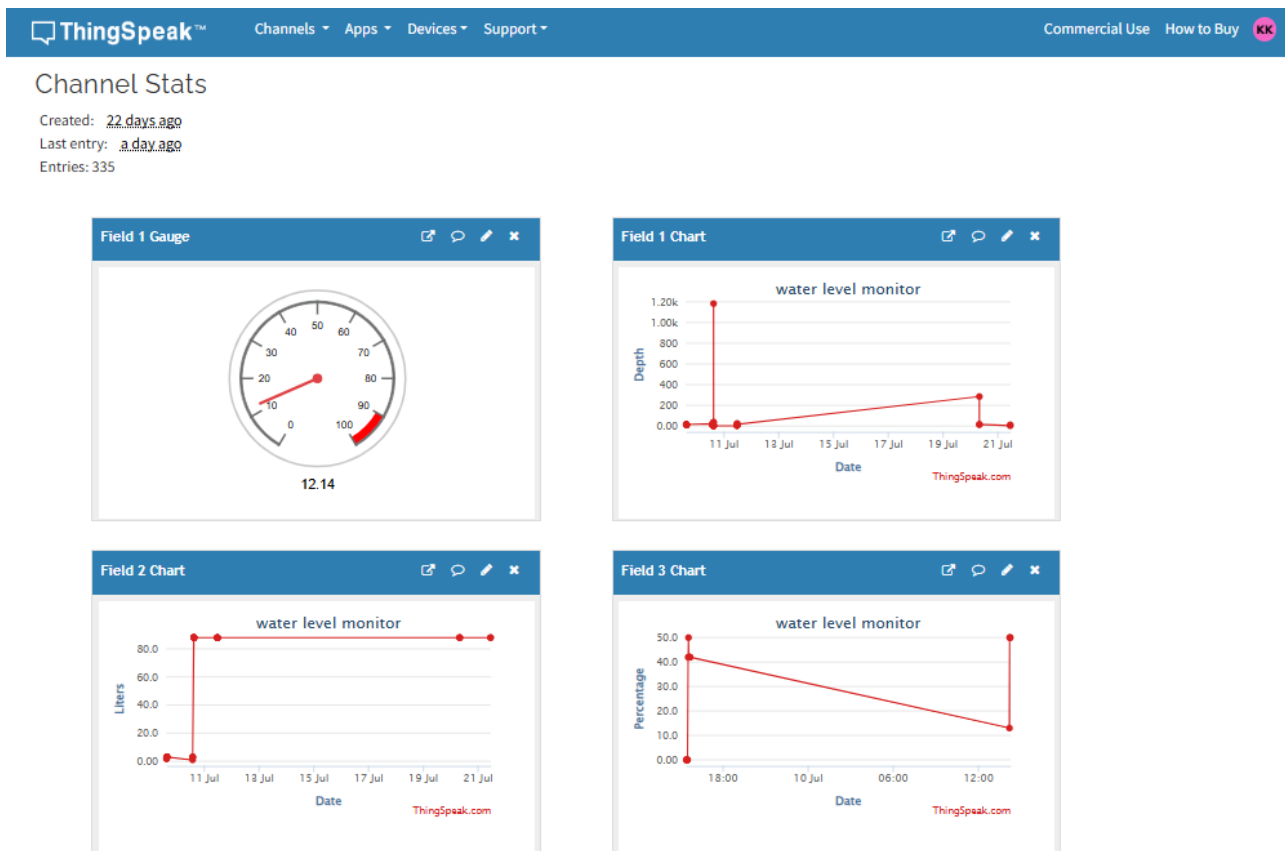 ThingSpeak™ Channels Apps Devices Support Commercial Use How to Buy KK
Channel Stats
Created: 22 days ago
Last entry: a day ago
Entries: 335
Field 1 Gauge
0
10
20
30
40
50
60
70
80
90
100
12.14
Field 1 Chart
water level monitor
Depth
1.20k
1.00k
800
600
400
200
0.00
11 Jul 13 Jul 15 Jul 17 Jul 19 Jul 21 Jul
Date
ThingSpeak.com
Field 2 Chart
water level monitor
Liters
80.0
60.0
40.0
20.0
0.00
11 Jul 13 Jul 15 Jul 17 Jul 19 Jul 21 Jul
Date
ThingSpeak.com
Field 3 Chart
water level monitor
Percentage
50.0
40.0
30.0
20.0
10.0
0.00
18:00 10 Jul 06:00 12:00
Date
ThingSpeak.com